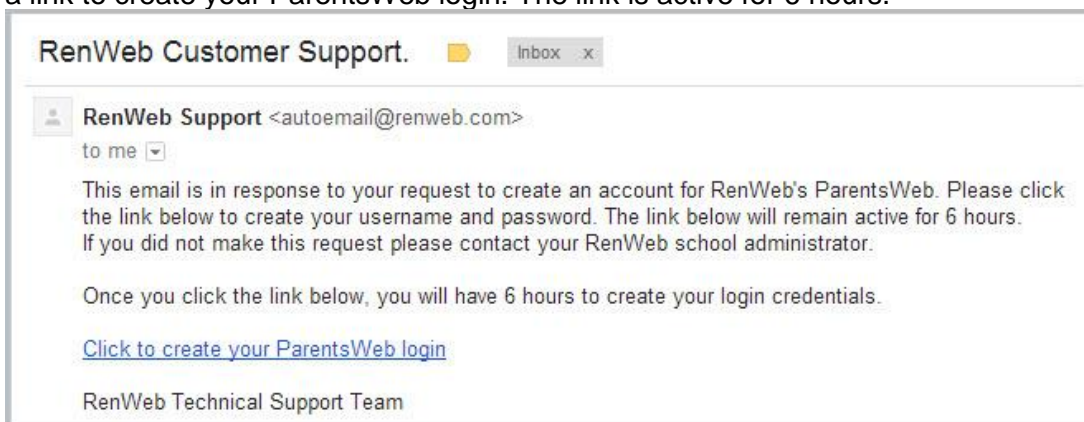 a link to create your ParentsWeb login. The link is active for 6 hours.
RenWeb Customer Support.
Inbox x
RenWeb Support <autoemail@renweb.com>
to me
This email is in response to your request to create an account for RenWeb's ParentsWeb. Please click
the link below to create your username and password. The link below will remain active for 6 hours.
If you did not make this request please contact your RenWeb school administrator.
Once you click the link below, you will have 6 hours to create your login credentials.
Click to create your ParentsWeb login
RenWeb Technical Support Team